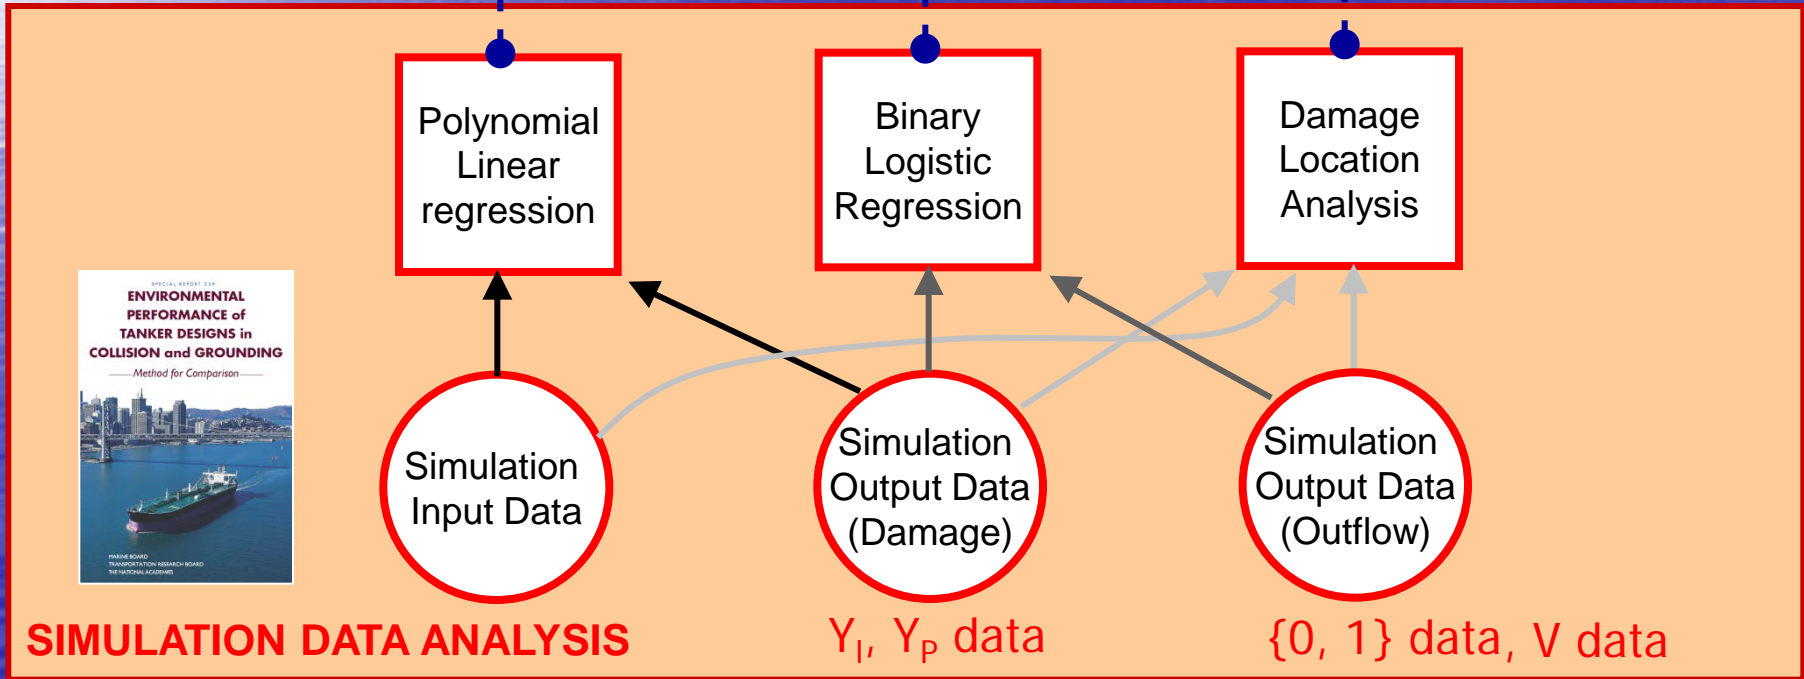 Polynomial
Linear
regression
Binary
Logistic
Regression
Damage
Location
Analysis
SPECIAL REPORT 259
ENVIRONMENTAL
PERFORMANCE of
TANKER DESIGNS in
COLLISION and GROUNDING
Method for Comparison
MARINE BOARD
TRANSPORTATION RESEARCH BOARD
THE NATIONAL ACADEMIES
Simulation
Input Data
Simulation
Output Data
(Damage)
Simulation
Output Data
(Outflow)
SIMULATION DATA ANALYSIS
Y_I, Y_P data
{0, 1} data, V data